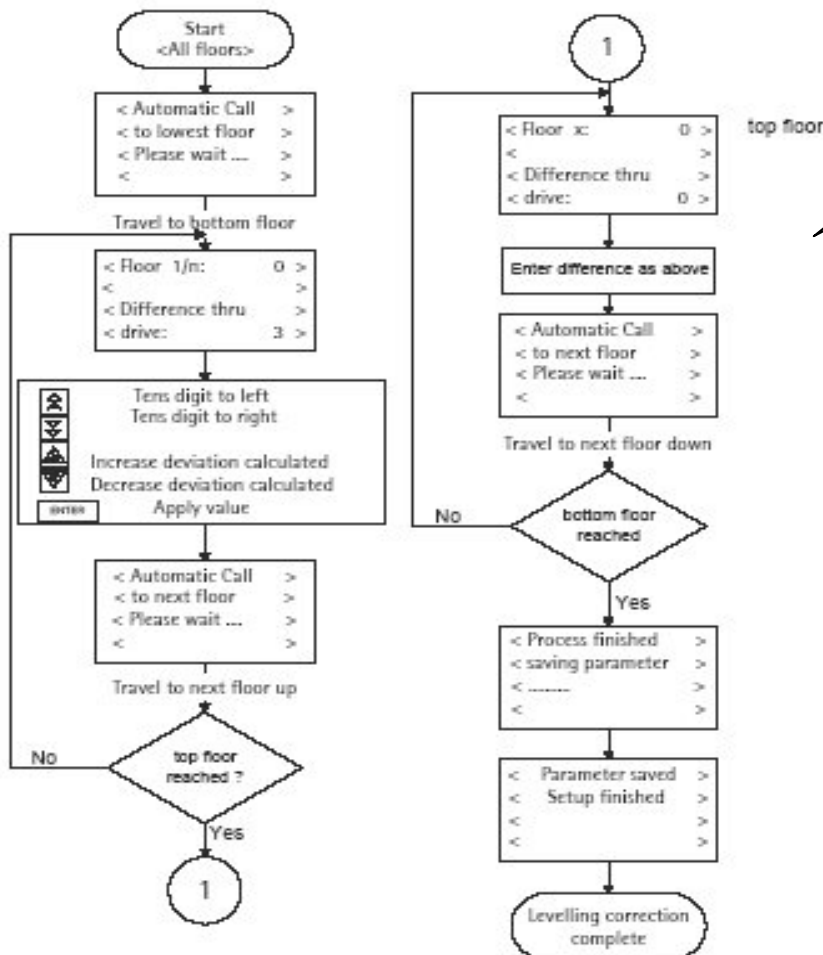 Start
<All floors>
< Automatic Call >
< to lowest floor >
< Please wait .... >
< >
Travel to bottom floor
< Floor 1/n: 0 >
< >
< Difference thru >
< drive: 3 >
Tens digit to left
Tens digit to right
Increase deviation calculated
Decrease deviation calculated
ENTER Apply value
< Automatic Call >
< to next floor >
< Please wait .... >
< >
Travel to next floor up
No
top floor
reached ?
Yes
1
1
< Floor x: 0 > top floor
< >
< Difference thru >
< drive: 0 >
Enter difference as above
< Automatic Call >
< to next floor >
< Please wait .... >
< >
Travel to next floor down
No
bottom floor
reached
Yes
< Process finished >
< saving parameter >
< .......... >
< >
< Parameter saved >
< Setup finished >
< >
< >
Levelling correction
complete